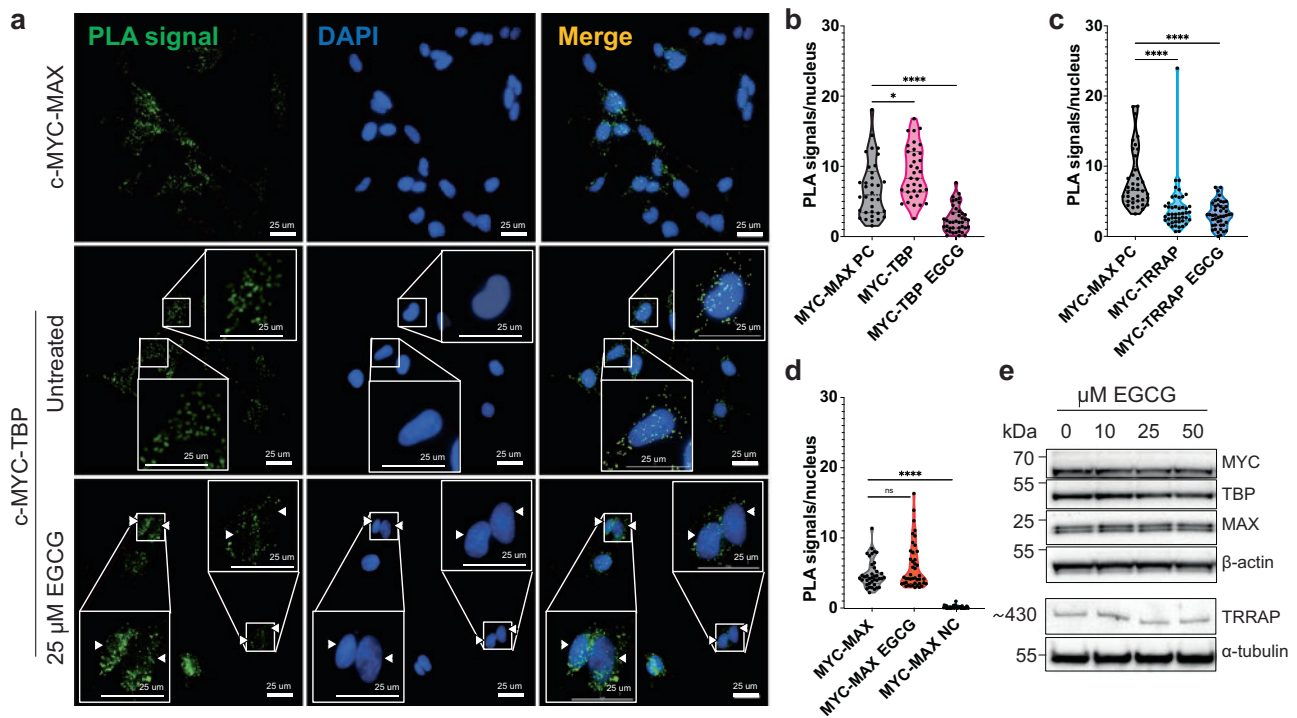 a
PLA signal
DAPI
Merge
c-MYC-MAX
25 um
25 um
25 um
c-MYC-TBP
Untreated
25 um
25 um
25 um
25 um
25 um
25 um
25 um
25 um
25 um
25 µM EGCG
25 um
25 um
25 um
25 um
25 um
25 um
25 um
25 um
b
PLA signals/nucleus
30
20
10
0
****
*
MYC-MAX PC
MYC-TBP
MYC-TBP EGCG
c
PLA signals/nucleus
30
20
10
0
****
****
MYC-MAX PC
MYC-TRRAP
MYC-TRRAP EGCG
d
PLA signals/nucleus
30
20
10
0
****
ns
MYC-MAX
MYC-MAX EGCG
MYC-MAX NC
e
µM EGCG
kDa 0 10 25 50
70 MYC
55 TBP
25 MAX
55 β-actin
~430 TRRAP
55 α-tubulin